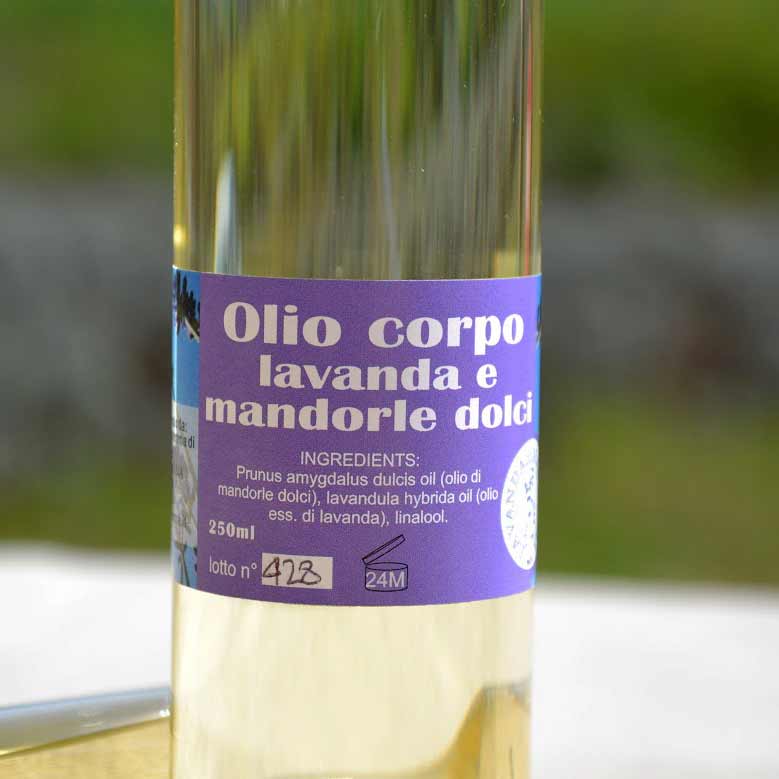 Olio corpo
lavanda e
mandorle dolci
INGREDIENTS:
Prunus amygdalus dulcis oil (olio di
mandorle dolci), lavandula hybrida oil (olio
ess. di lavanda), linalool.
250ml
lotto n° 428
24M